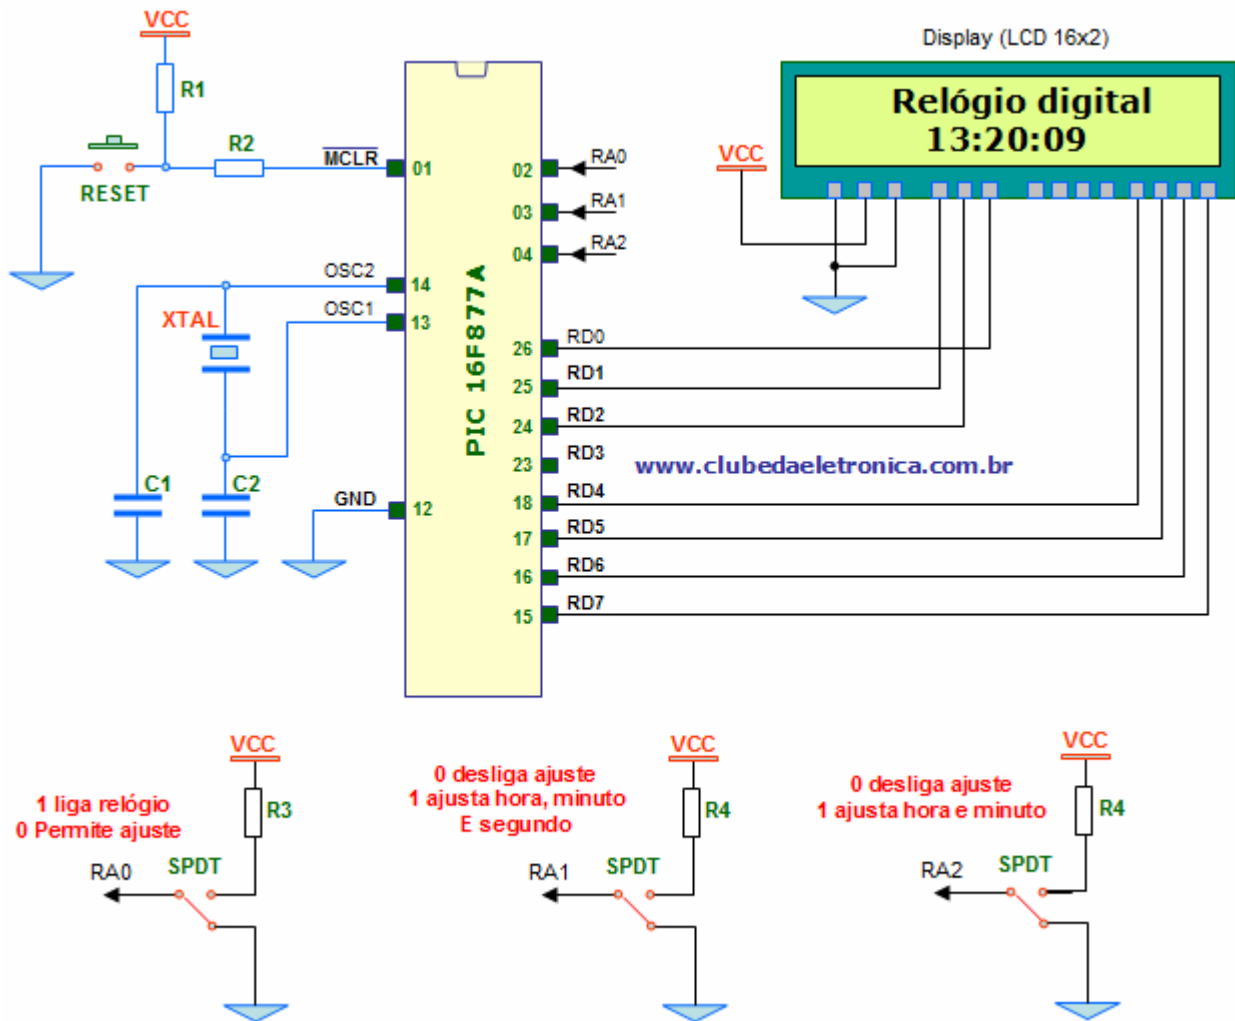 VCC
Display (LCD 16x2)
R1
Relógio digital
13:20:09
R2
MCLR
RESET
01
02
RA0
VCC
03
RA1
04
RA2
OSC2
14
OSC1
13
XTAL
PIC 16F877A
26
RD0
25
RD1
24
RD2
23
RD3
www.clubedaeletronica.com.br
C1
C2
GND
12
18
RD4
17
RD5
16
RD6
15
RD7
VCC
1 liga relógio
0 Permite ajuste
R3
RA0
SPDT
VCC
0 desliga ajuste
1 ajusta hora, minuto
E segundo
R4
RA1
SPDT
VCC
0 desliga ajuste
1 ajusta hora e minuto
R4
RA2
SPDT